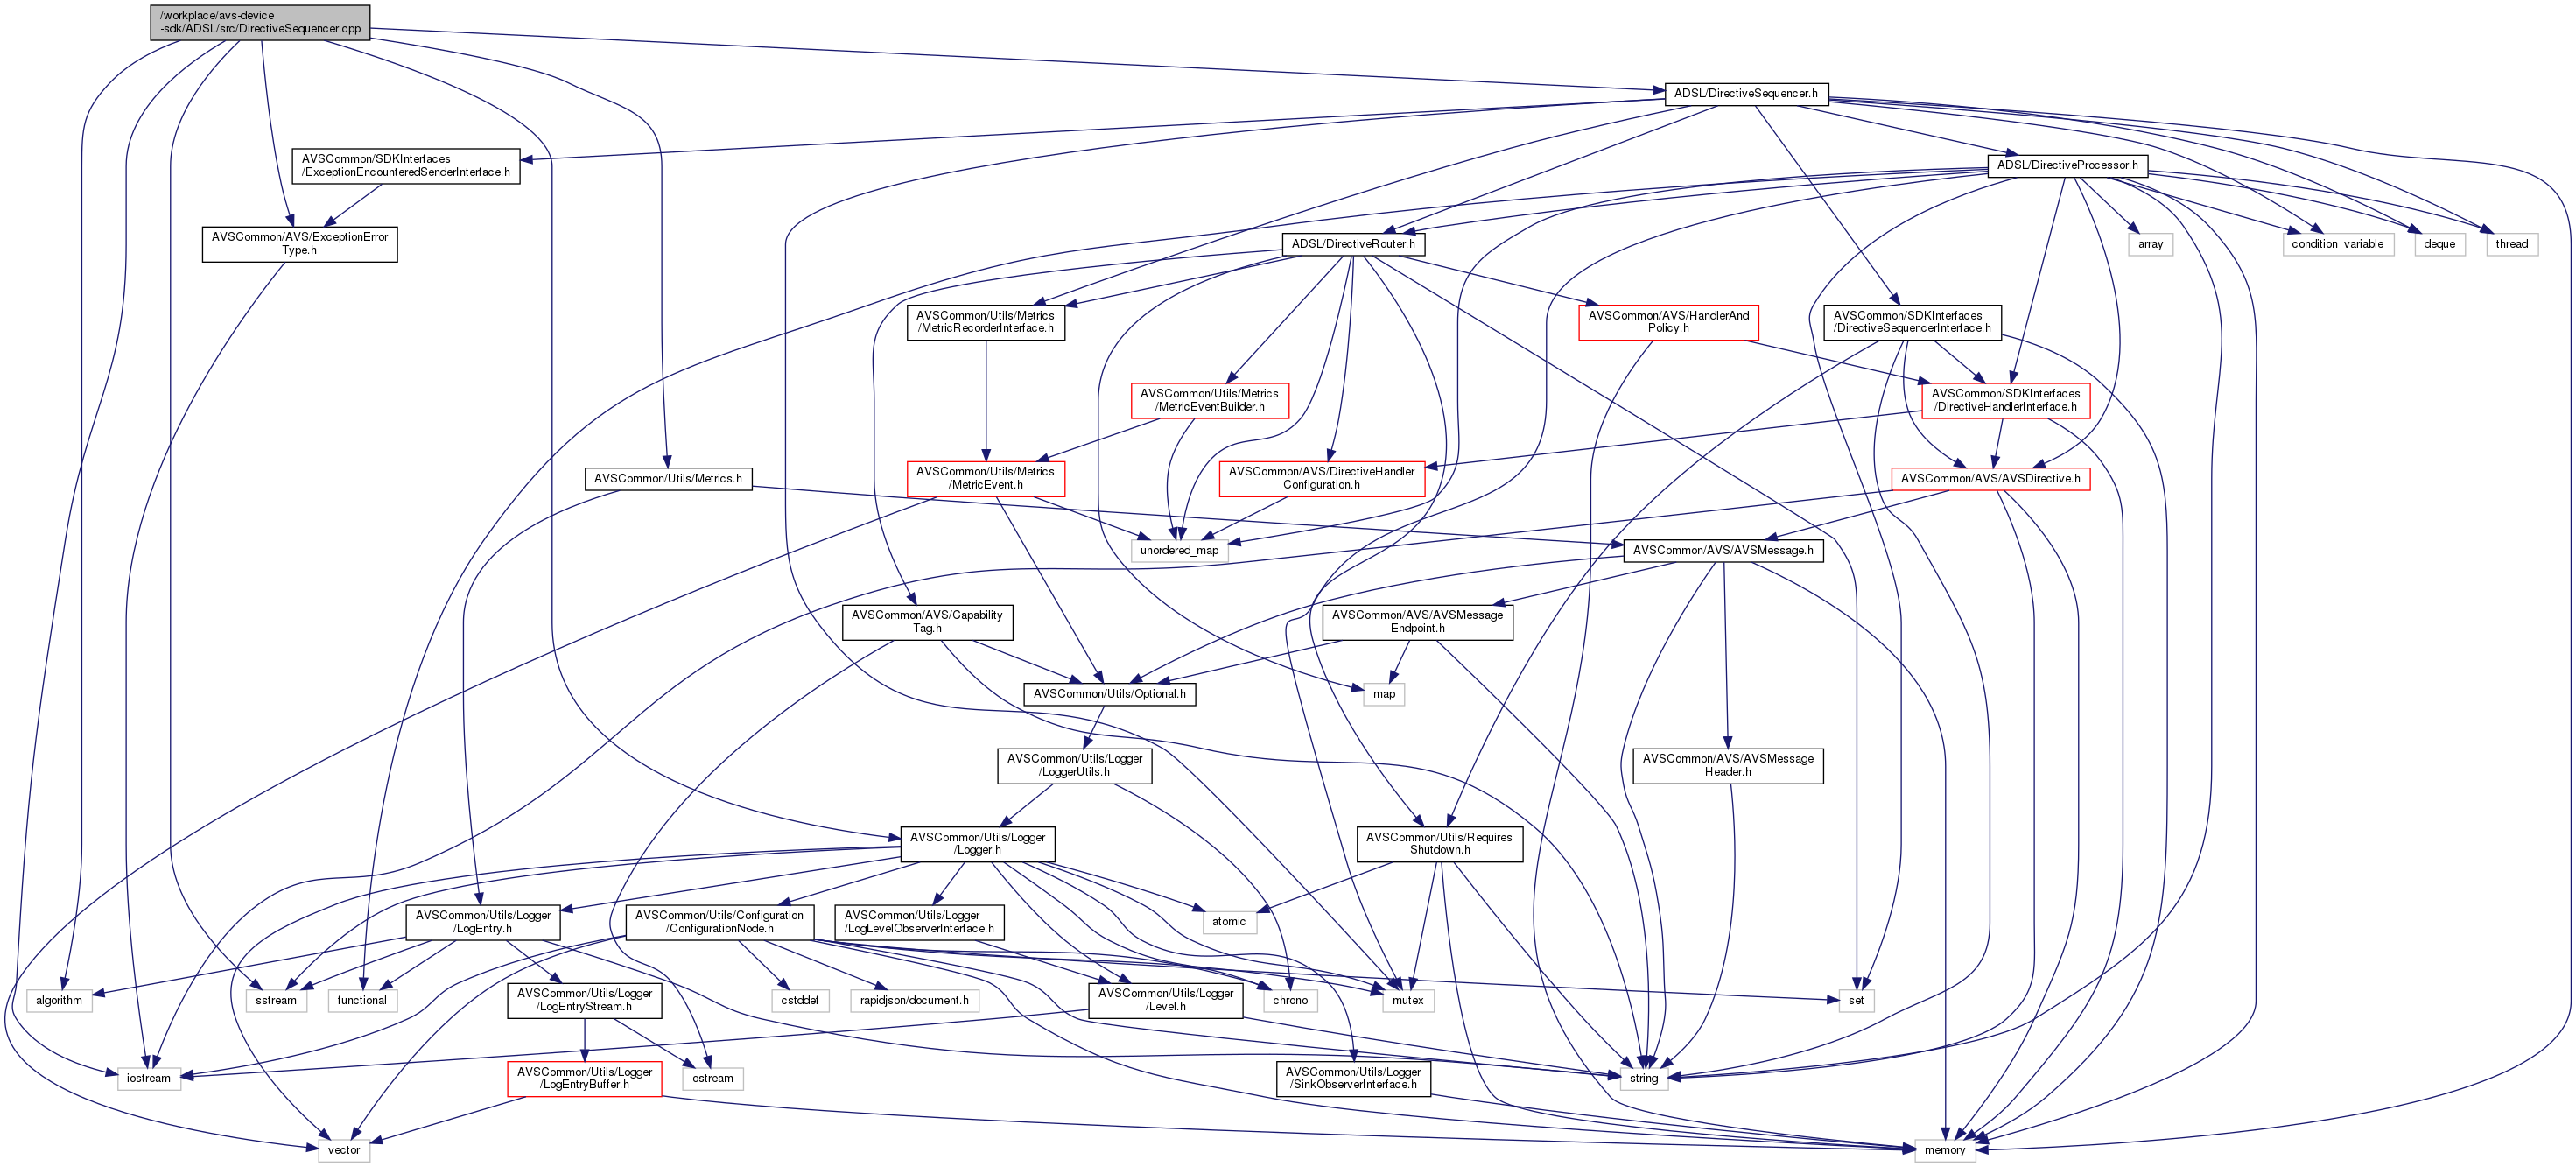 /workplace/avs-device
-sdk/ADSL/src/DirectiveSequencer.cpp
ADSL/DirectiveSequencer.h
AVSCommon/SDKInterfaces
/ExceptionEncounteredSenderInterface.h
ADSL/DirectiveProcessor.h
AVSCommon/AVS/ExceptionError
Type.h
ADSL/DirectiveRouter.h
array
condition_variable
deque
thread
AVSCommon/Utils/Metrics
/MetricRecorderInterface.h
AVSCommon/AVS/HandlerAnd
Policy.h
AVSCommon/SDKInterfaces
/DirectiveSequencerInterface.h
AVSCommon/Utils/Metrics
/MetricEventBuilder.h
AVSCommon/SDKInterfaces
/DirectiveHandlerInterface.h
AVSCommon/Utils/Metrics.h
AVSCommon/Utils/Metrics
/MetricEvent.h
AVSCommon/AVS/DirectiveHandler
Configuration.h
AVSCommon/AVS/AVSDirective.h
unordered_map
AVSCommon/AVS/AVSMessage.h
AVSCommon/AVS/Capability
Tag.h
AVSCommon/AVS/AVSMessage
Endpoint.h
AVSCommon/Utils/Optional.h
map
AVSCommon/Utils/Logger
/LoggerUtils.h
AVSCommon/AVS/AVSMessage
Header.h
AVSCommon/Utils/Logger
/Logger.h
AVSCommon/Utils/Requires
Shutdown.h
AVSCommon/Utils/Logger
/LogEntry.h
AVSCommon/Utils/Configuration
/ConfigurationNode.h
AVSCommon/Utils/Logger
/LogLevelObserverInterface.h
atomic
algorithm
sstream
functional
AVSCommon/Utils/Logger
/LogEntryStream.h
cstddef
rapidjson/document.h
AVSCommon/Utils/Logger
/Level.h
chrono
mutex
set
iostream
AVSCommon/Utils/Logger
/LogEntryBuffer.h
ostream
AVSCommon/Utils/Logger
/SinkObserverInterface.h
string
vector
memory